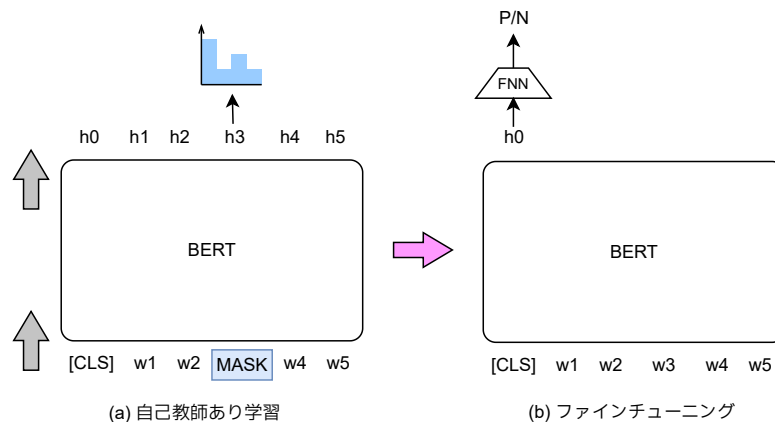 P/N
FNN
h0 h1 h2 h3 h4 h5
h0
BERT
BERT
[CLS] w1 w2 MASK w4 w5
[CLS] w1 w2 w3 w4 w5
(a) 自己教師あり学習
(b) ファインチューニング